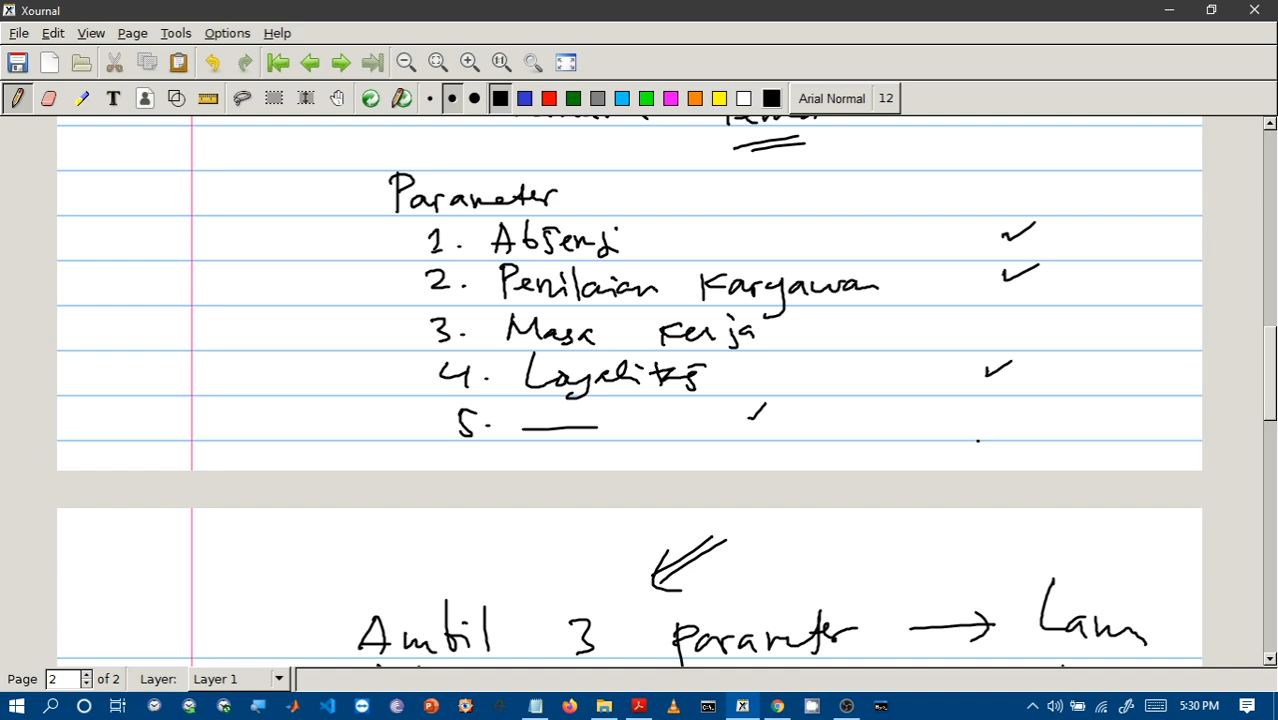 Xournal
File Edit View Page Tools Options Help
Arial Normal 12
Parameter
1. Absensi ✓
2. Penilaian Karyawan ✓
3. Masa Kerja
4. Loyalitas ✓
5. ____ ✓
Ambil 3 parameter →
Page 2 of 2 Layer: Layer 1
5:30 PM